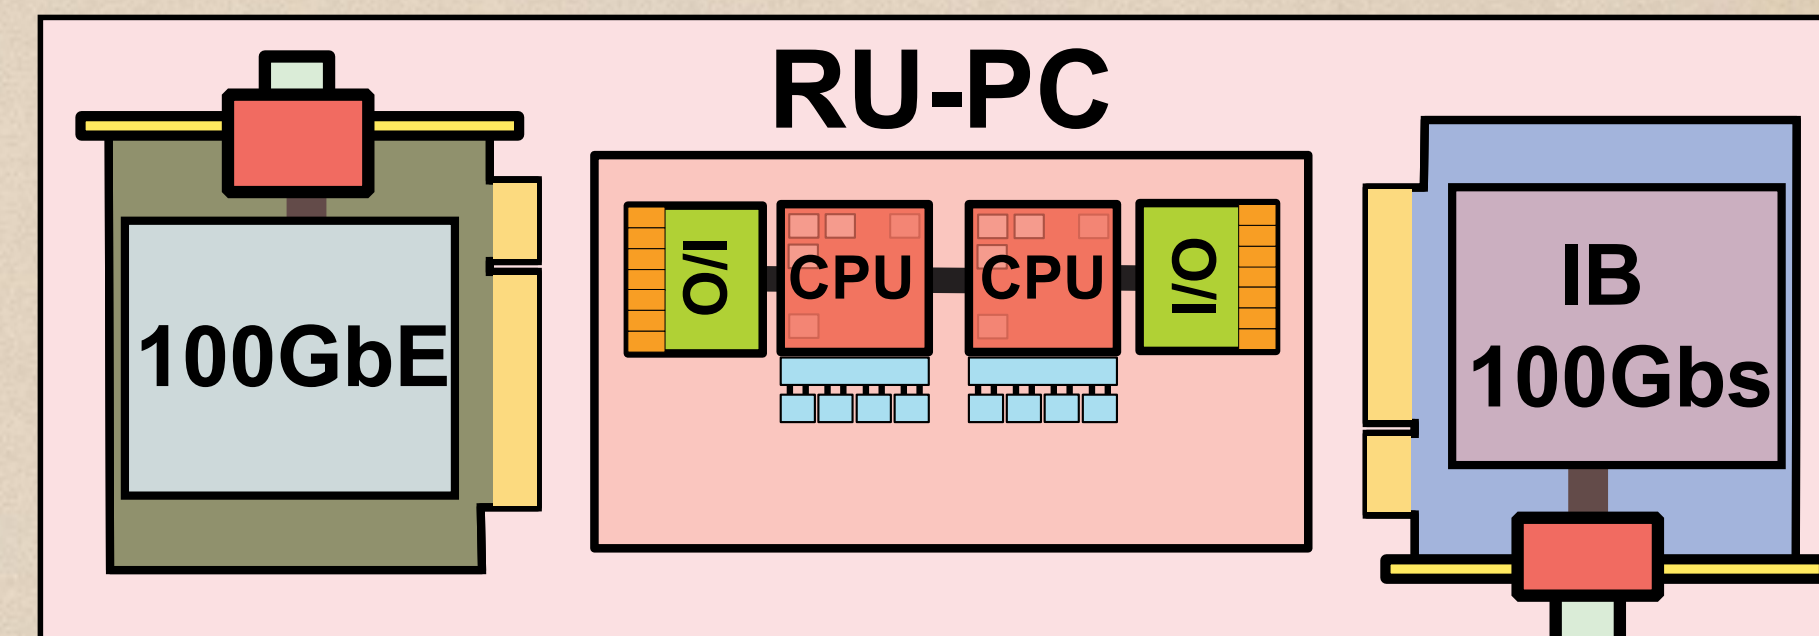 RU-PC
100GbE
I/O
CPU
CPU
I/O
IB
100Gbs